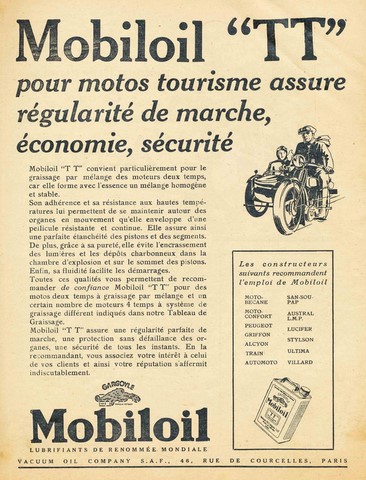 Mobiloil "TT"
pour motos tourisme assure
régularité de marche,
économie, sécurité
Mobiloil "T T" convient particulièrement pour le
graissage par mélange des moteurs deux temps,
car elle forme avec l'essence un mélange homogène
et stable.
Son adhérence et sa résistance aux hautes tempé-
ratures lui permettent de se maintenir autour des
organes en mouvement qu'elle enveloppe d'une
pellicule résistante et continue. Elle assure ainsi
une parfaite étanchéité des pistons et des segments.
De plus, grâce a sa pureté, elle évite l'encrassement
des lumières et les dépôts charbonneux dans la
chambre d'explosion et sur le sommet des pistons.
Enfin, sa fluidité facilite les démarrages.
Toutes ces qualités vous permettent de recom-
mander de confiance Mobiloil "T T" pour des
motos deux temps à graissage par mélange et un
certain nombre de moteurs 4 temps à système de
graissage différent indiqués dans notre Tableau de
Graissage.
Mobiloil "T T" assure une régularité parfaite de
marche, une protection sans défaillance des or-
ganes, une sécurité de tous les instants. En la
recommandant, vous associez votre intérêt à celui
de vos clients et ainsi votre réputation s'affermit
indiscutablement.
Les constructeurs
suivants recommandent
l'emploi de Mobiloil
MOTO-BÉCANE SAN-SOU-PAP
MOTO CONFORT AUSTRAL L.M.P.
PEUGEOT LUCIFER
GRIFFON STYLSON
ALCYON ULTIMA
TRAIN VILLARD
AUTOMOTO
Mobiloil
TT
GARGOYLE
Mobiloil
LUBRIFIANTS DE RENOMMÉE MONDIALE
VACUUM OIL COMPANY S.A.F., 46, RUE DE COURCELLES, PARIS